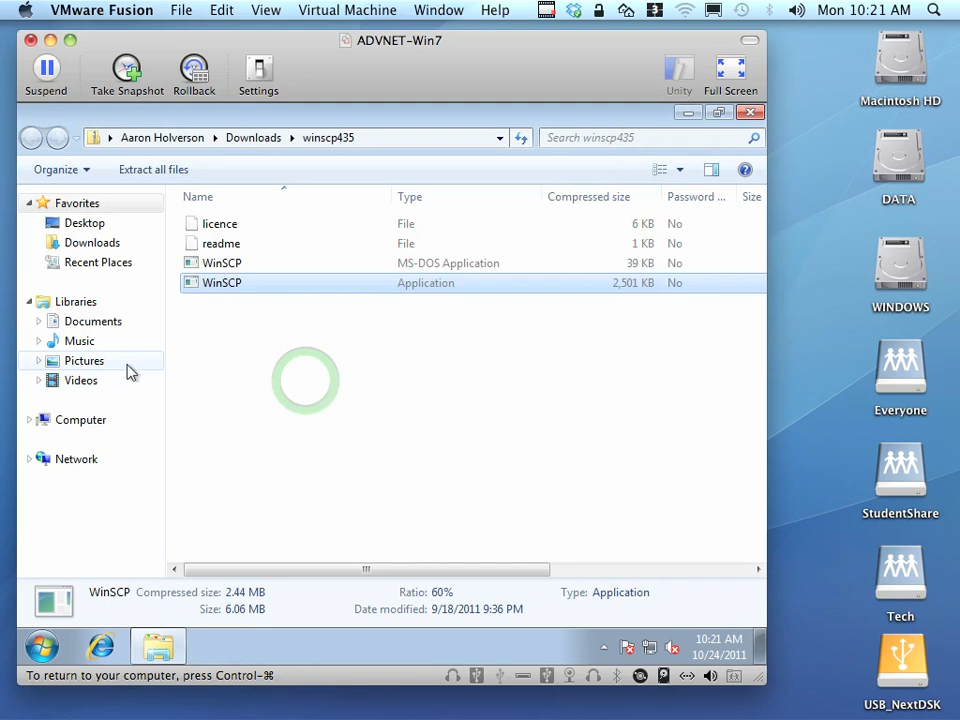 VMware Fusion File Edit View Virtual Machine Window Help 3 Mon 10:21 AM
ADVNET-Win7
Suspend Take Snapshot Rollback Settings Unity Full Screen
Aaron Holverson Downloads winscp435 Search winscp435
Organize Extract all files
Name Type Compressed size Password ... Size
Favorites
Desktop
Downloads
Recent Places
Libraries
Documents
Music
Pictures
Videos
Computer
Network
licence File 6 KB No
readme File 1 KB No
WinSCP MS-DOS Application 39 KB No
WinSCP Application 2,501 KB No
WinSCP Compressed size: 2.44 MB Ratio: 60% Type: Application
Size: 6.06 MB Date modified: 9/18/2011 9:36 PM
10:21 AM
10/24/2011
To return to your computer, press Control-⌘
Macintosh HD
DATA
WINDOWS
Everyone
StudentShare
Tech
USB_NextDSK